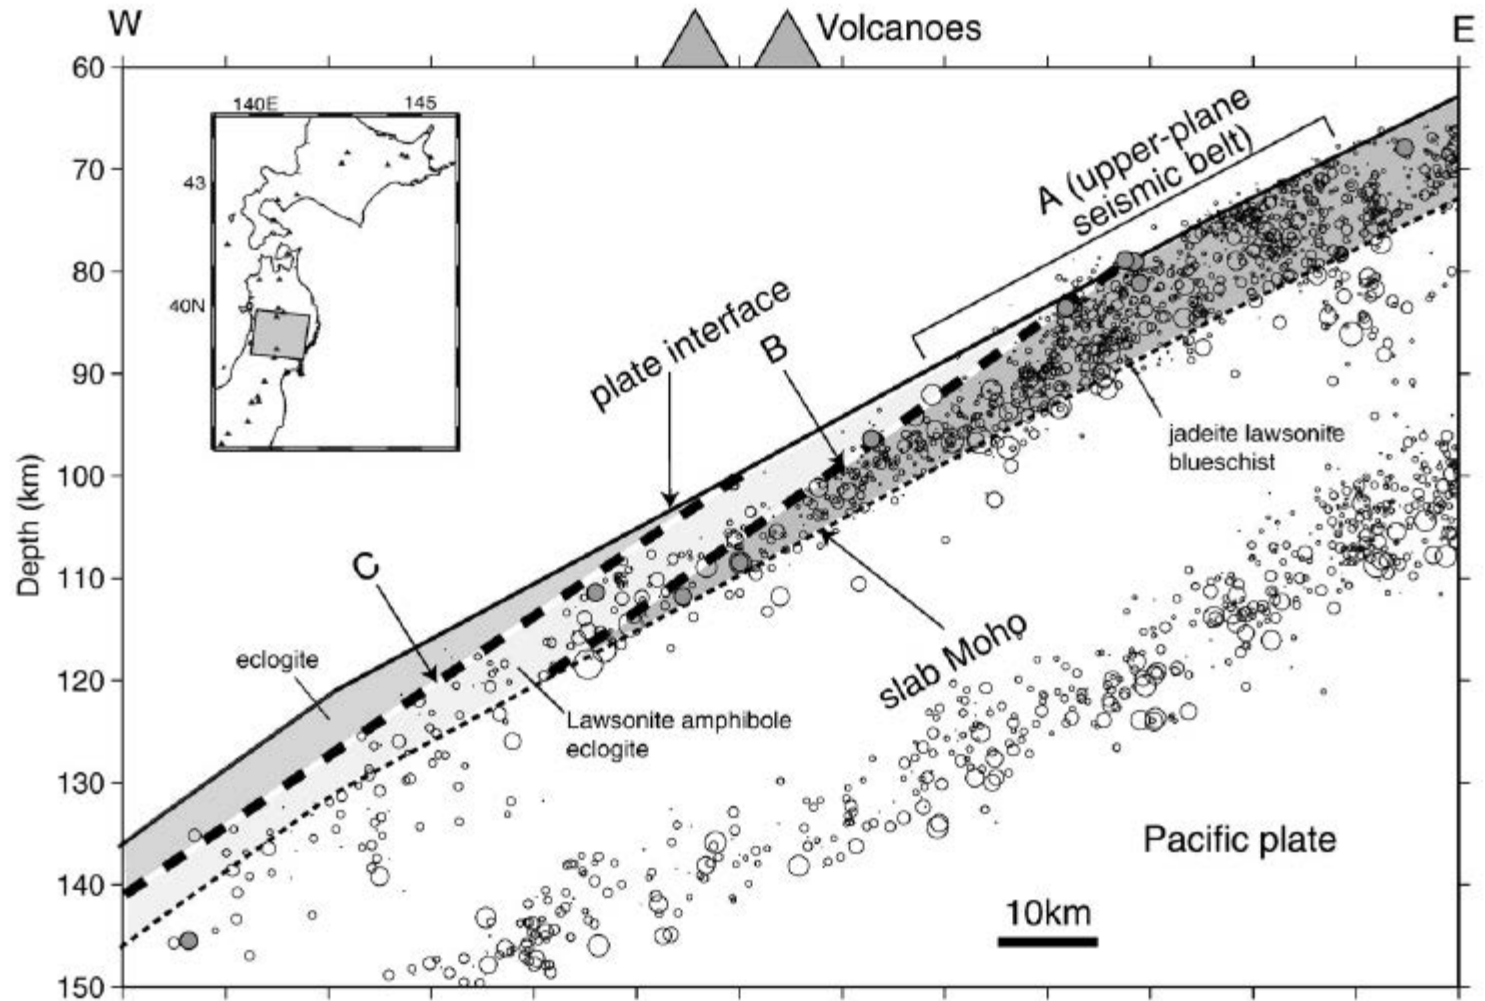 W
Volcanoes
E
60
70
80
90
100
110
120
130
140
150
Depth (km)
140E
145
43
40N
A (upper-plane
seismic belt)
plate interface
B
jadeite lawsonite
blueschist
C
eclogite
slab Moho
Lawsonite amphibole
eclogite
Pacific plate
10km